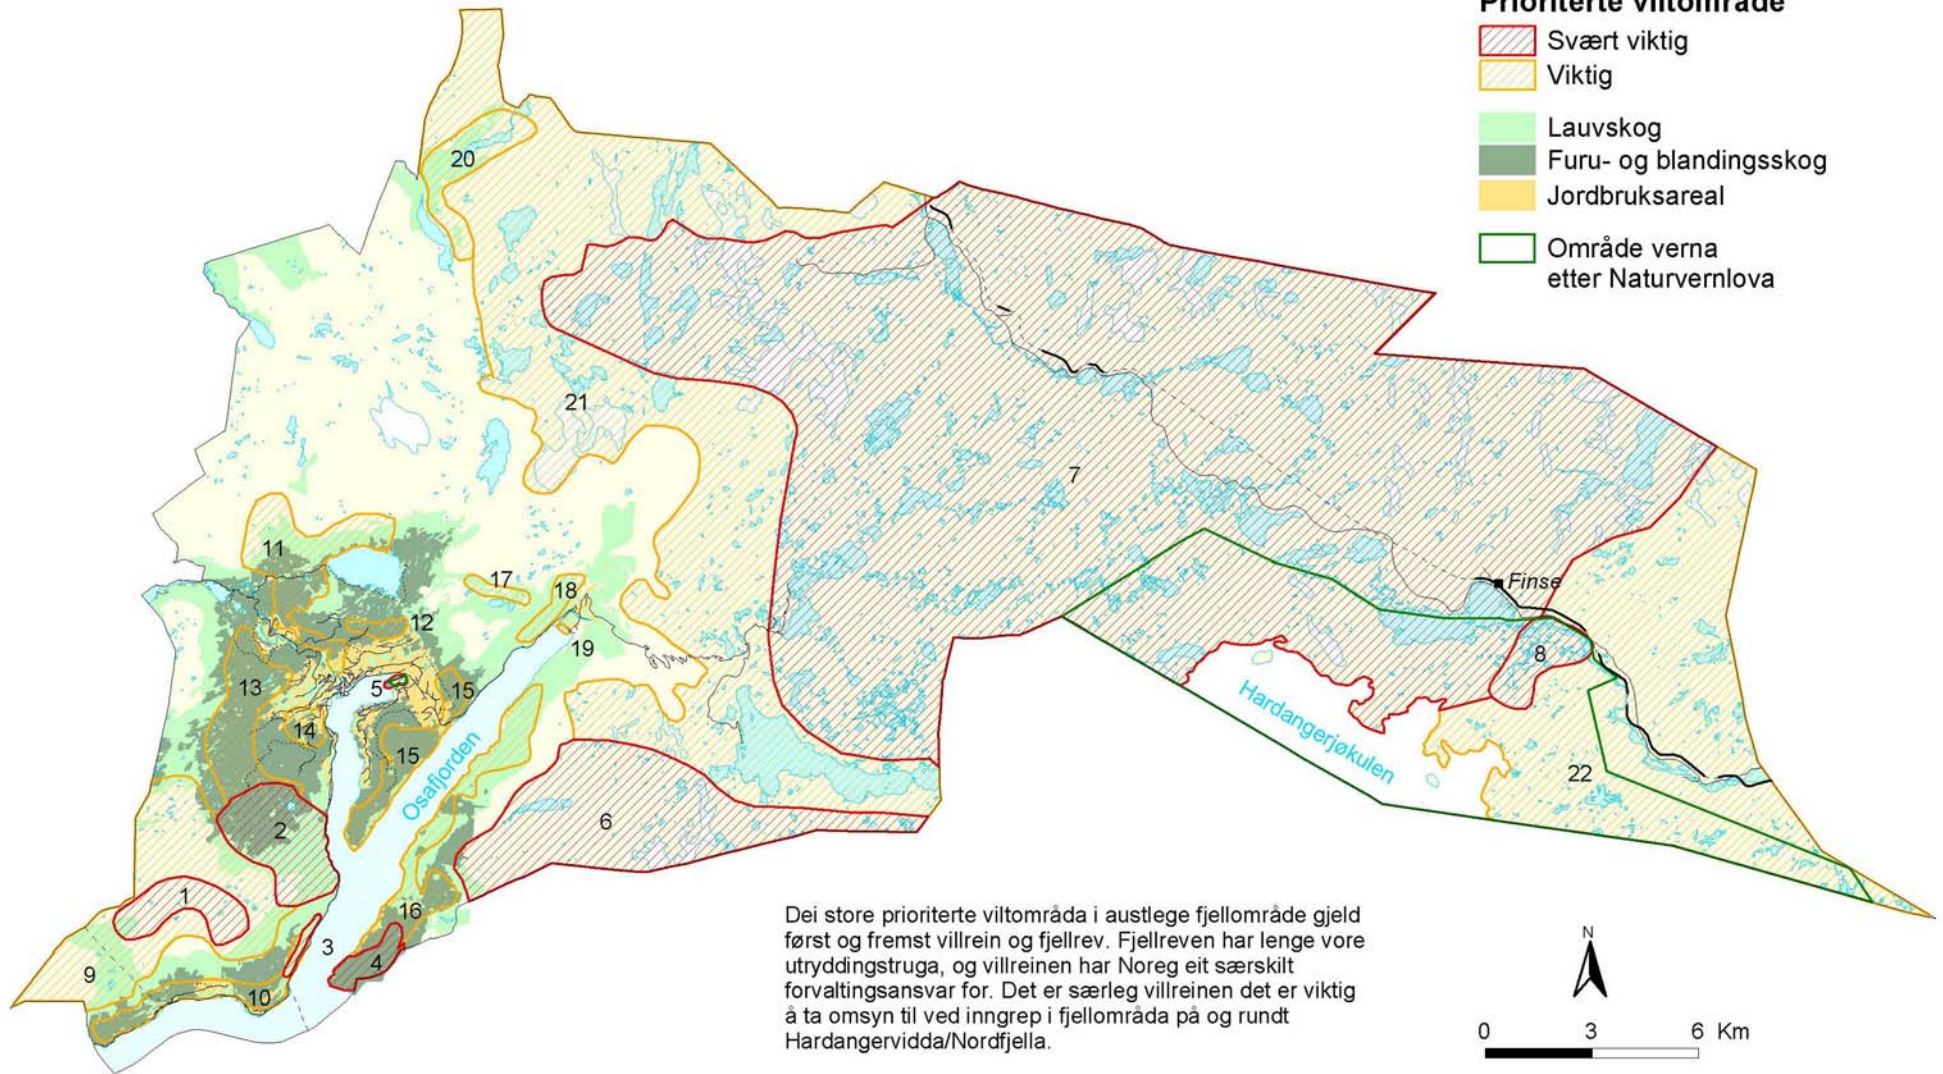 Prioriterte viltområde
Svært viktig
Viktig
Lauvskog
Furu- og blandingsskog
Jordbruksareal
Område verna
etter Naturvernlova
20
21
7
11
17
18
Finse
12
19
8
13
5
15
14
Hardangerjøkulen
15
Osafjorden
22
2
6
1
16
3
4
9
10
Dei store prioriterte viltområda i austlege fjellområde gjeld
først og fremst villrein og fjellrev. Fjellreven har lenge vore
utryddingstruga, og villreinen har Noreg eit særskilt
forvaltingsansvar for. Det er særleg villreinen det er viktig
å ta omsyn til ved inngrep i fjellområda på og rundt
Hardangervidda/Nordfjella.
N
0 3 6 Km